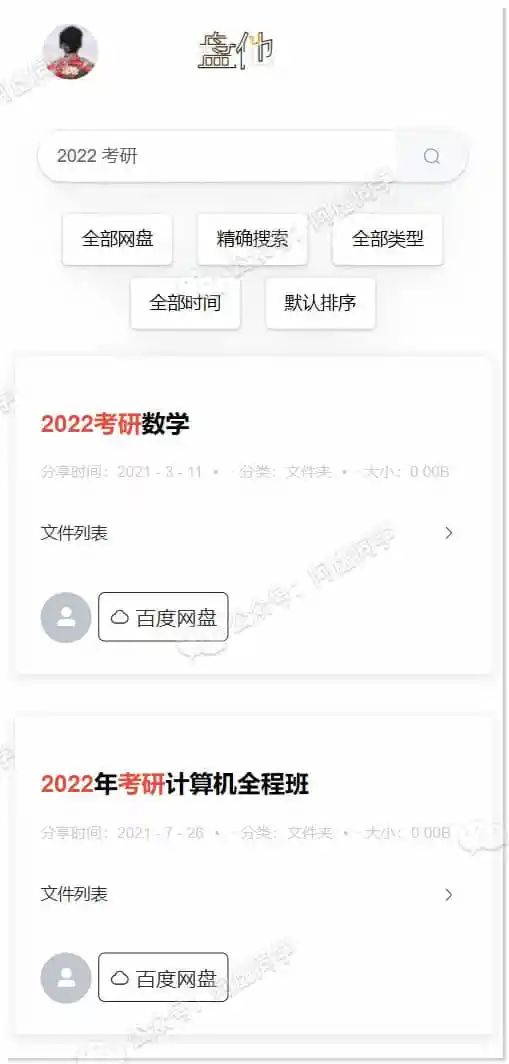 盘他
2022 考研
全部网盘 精确搜索 全部类型
全部时间 默认排序
2022考研数学
分享时间：2021 - 3 - 11 • 分类：文件夹 • 大小：0.00B
文件列表
百度网盘
2022年考研计算机全程班
分享时间：2021 - 7 - 26 • 分类：文件夹 • 大小：0.00B
文件列表
百度网盘